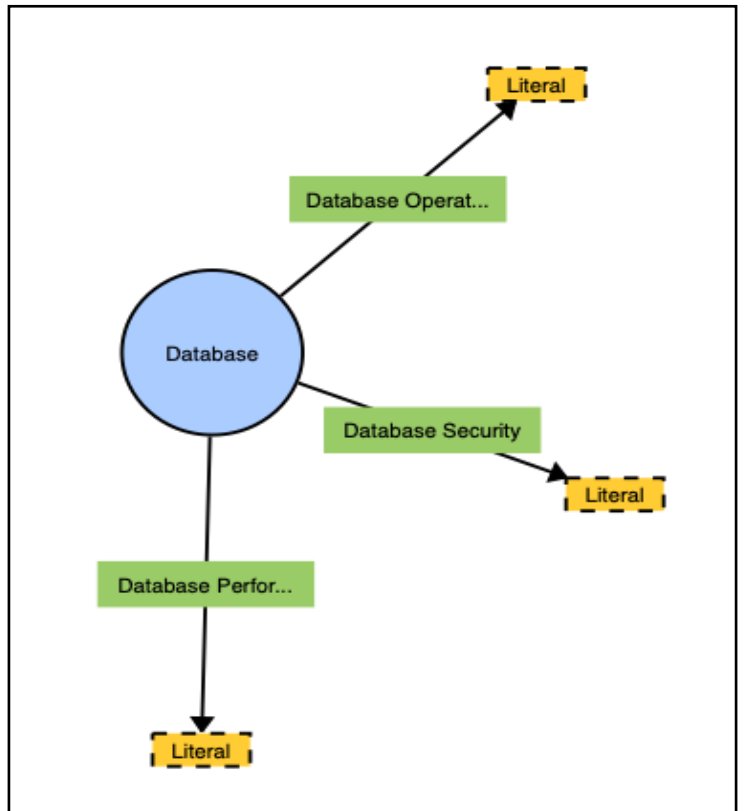 Literal
Database Operat...
Database
Database Security
Literal
Database Perfor...
Literal